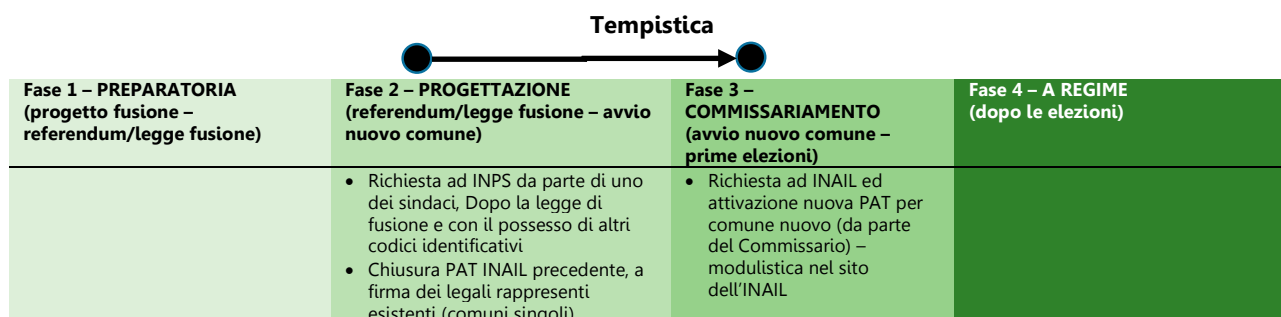 Tempistica
Fase 1 – PREPARATORIA
(progetto fusione –
referendum/legge fusione)
Fase 2 – PROGETTAZIONE
(referendum/legge fusione – avvio
nuovo comune)
Fase 3 –
COMMISSARIAMENTO
(avvio nuovo comune –
prime elezioni)
Fase 4 – A REGIME
(dopo le elezioni)
• Richiesta ad INPS da parte di uno
dei sindaci, Dopo la legge di
fusione e con il possesso di altri
codici identificativi
• Chiusura PAT INAIL precedente, a
firma dei legali rappresenti
esistenti (comuni singoli)
• Richiesta ad INAIL ed
attivazione nuova PAT per
comune nuovo (da parte
del Commissario) –
modulistica nel sito
dell’INAIL